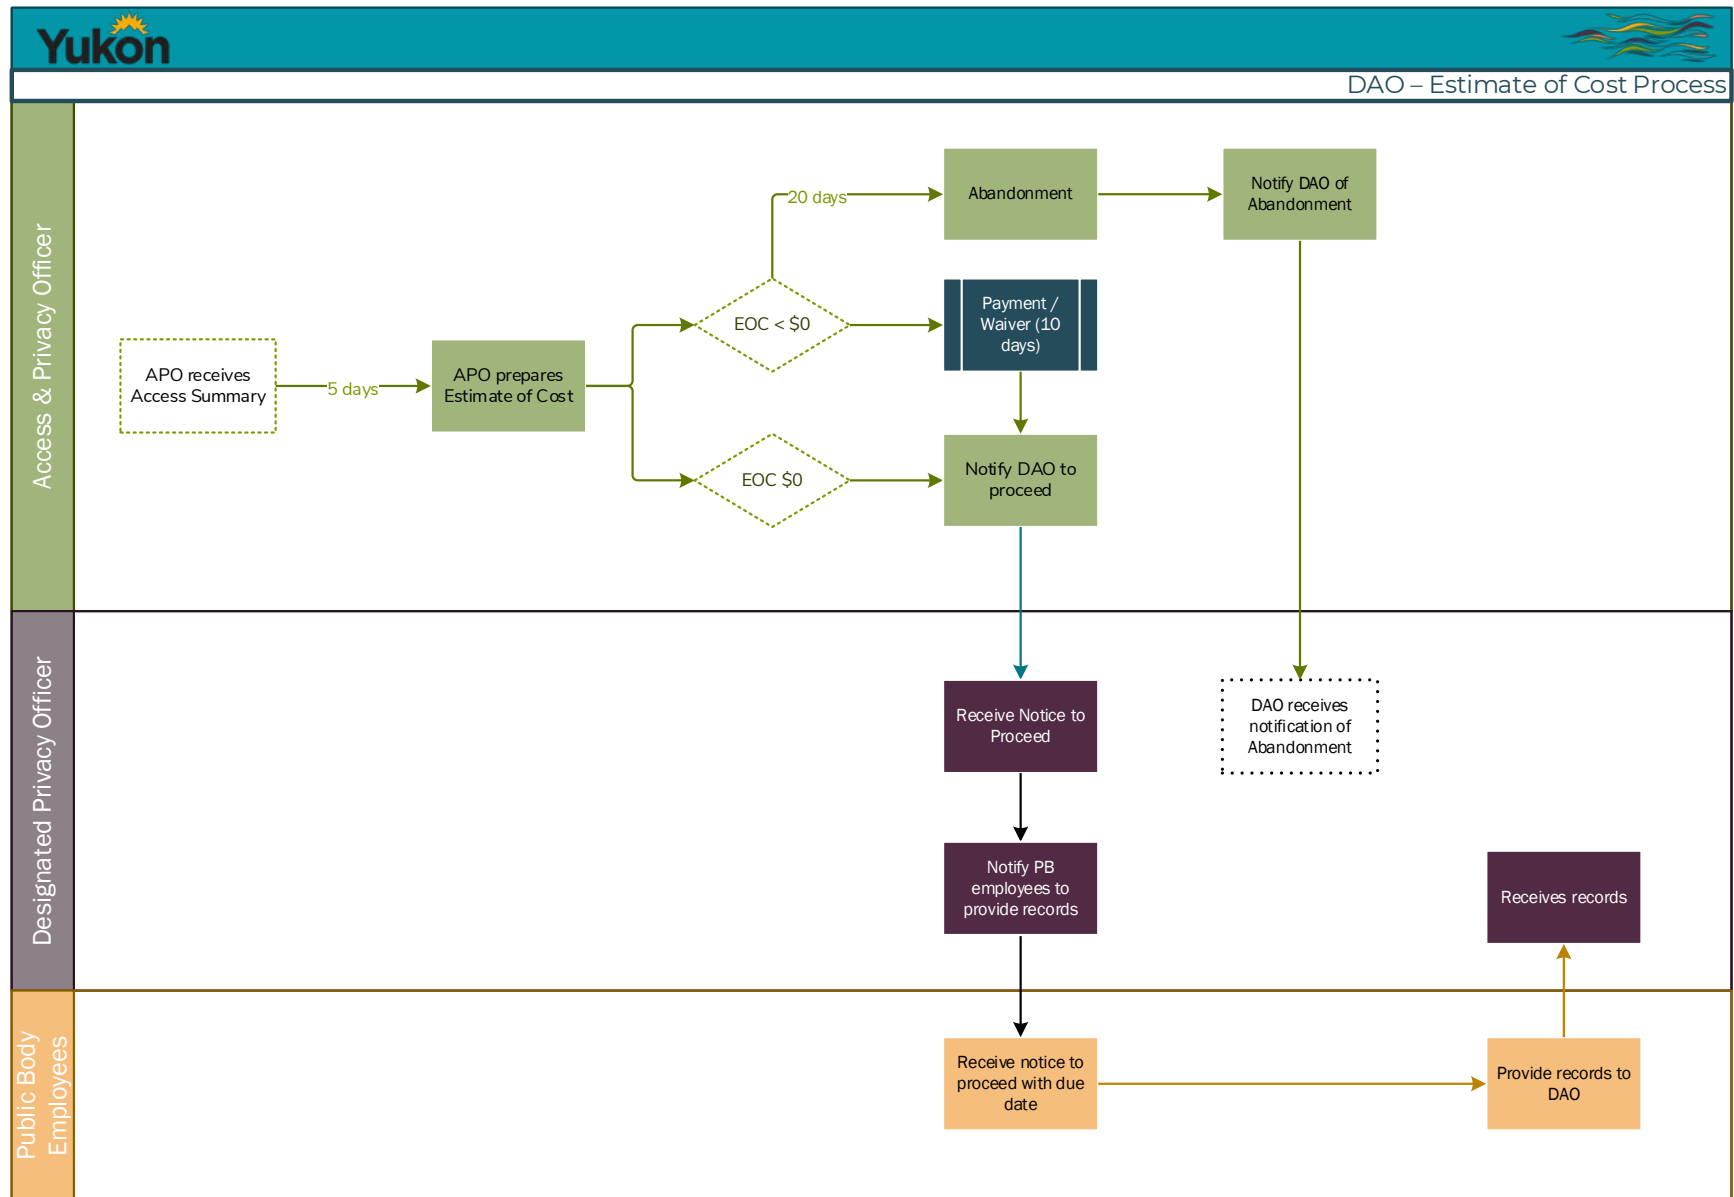 Yukon
DAO – Estimate of Cost Process
Access & Privacy Officer
APO receives
Access Summary
5 days
APO prepares
Estimate of Cost
EOC < $0
20 days
Abandonment
Notify DAO of
Abandonment
Payment /
Waiver (10
days)
EOC $0
Notify DAO to
proceed
Designated Privacy Officer
Receive Notice to
Proceed
DAO receives
notification of
Abandonment
Notify PB
employees to
provide records
Receives records
Public Body
Employees
Receive notice to
proceed with due
date
Provide records to
DAO